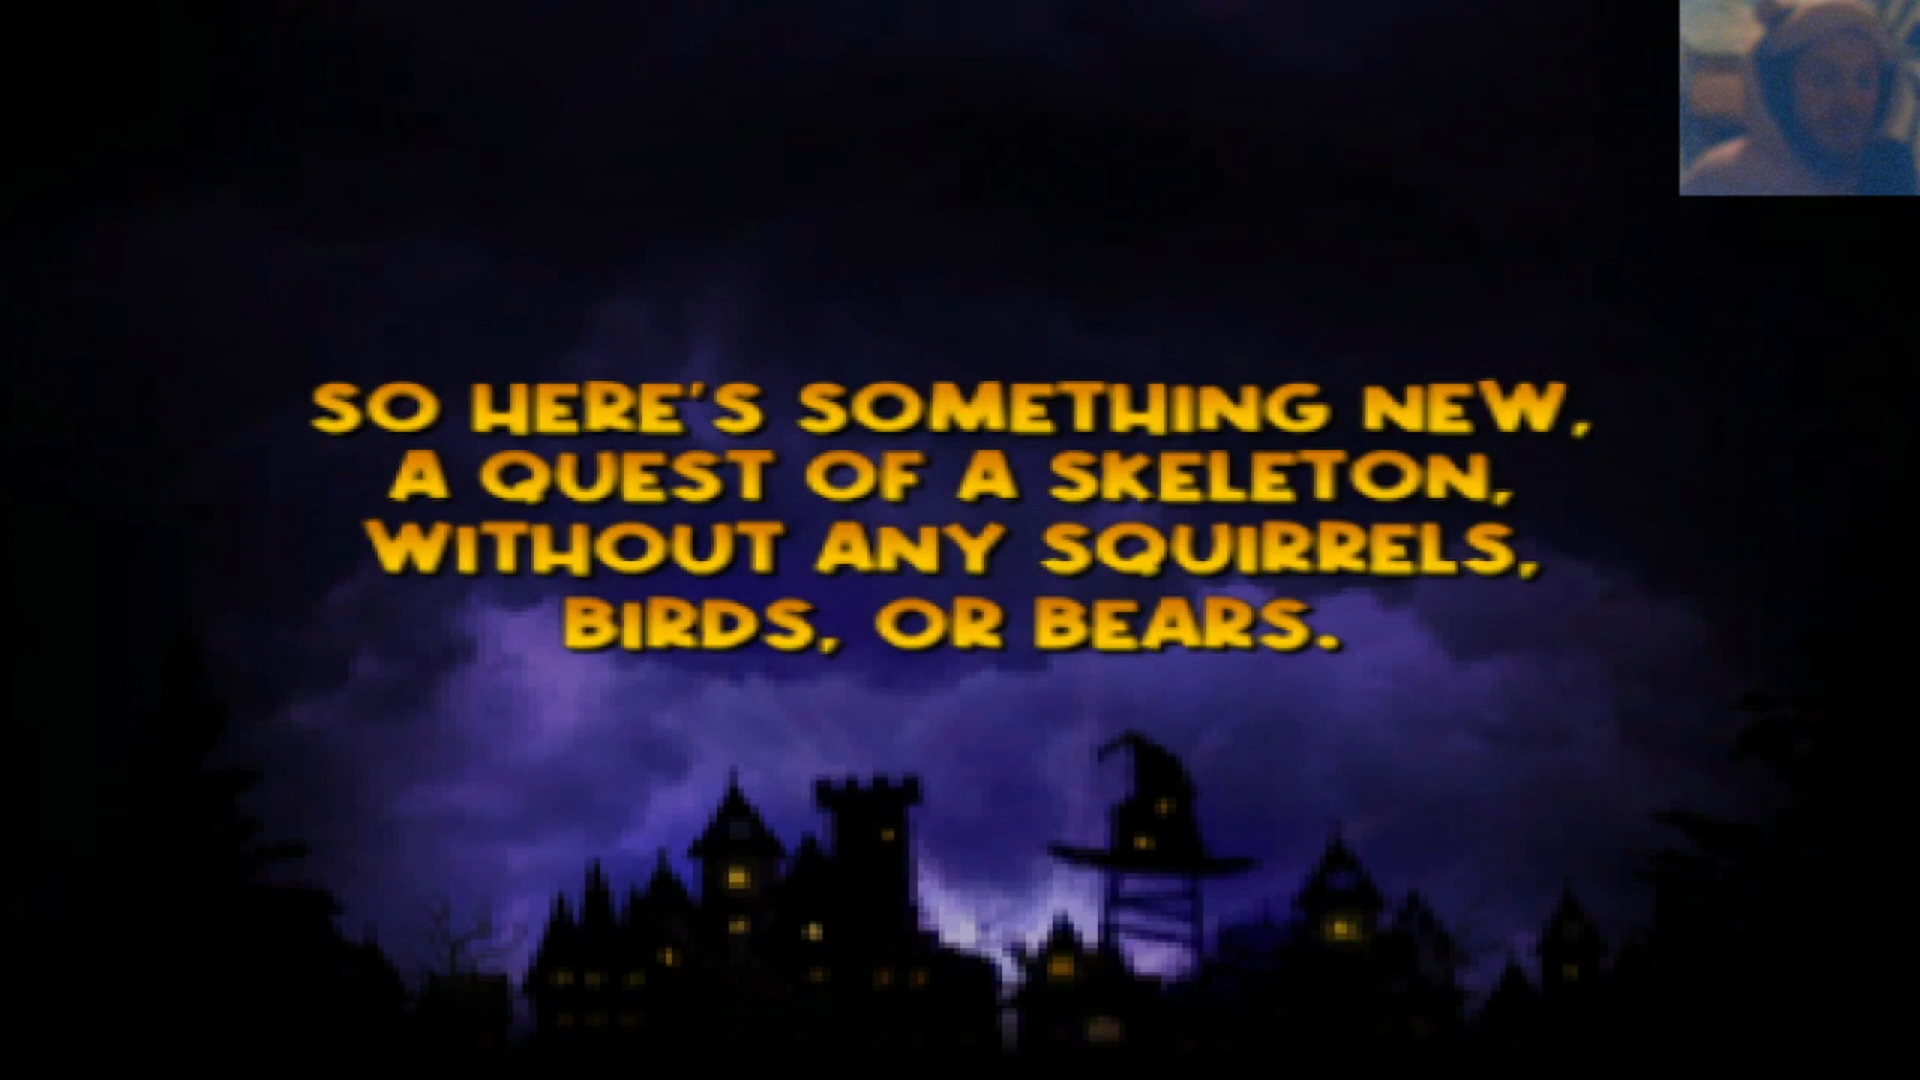 SO HERE'S SOMETHING NEW,
A QUEST OF A SKELETON,
WITHOUT ANY SQUIRRELS,
BIRDS, OR BEARS.